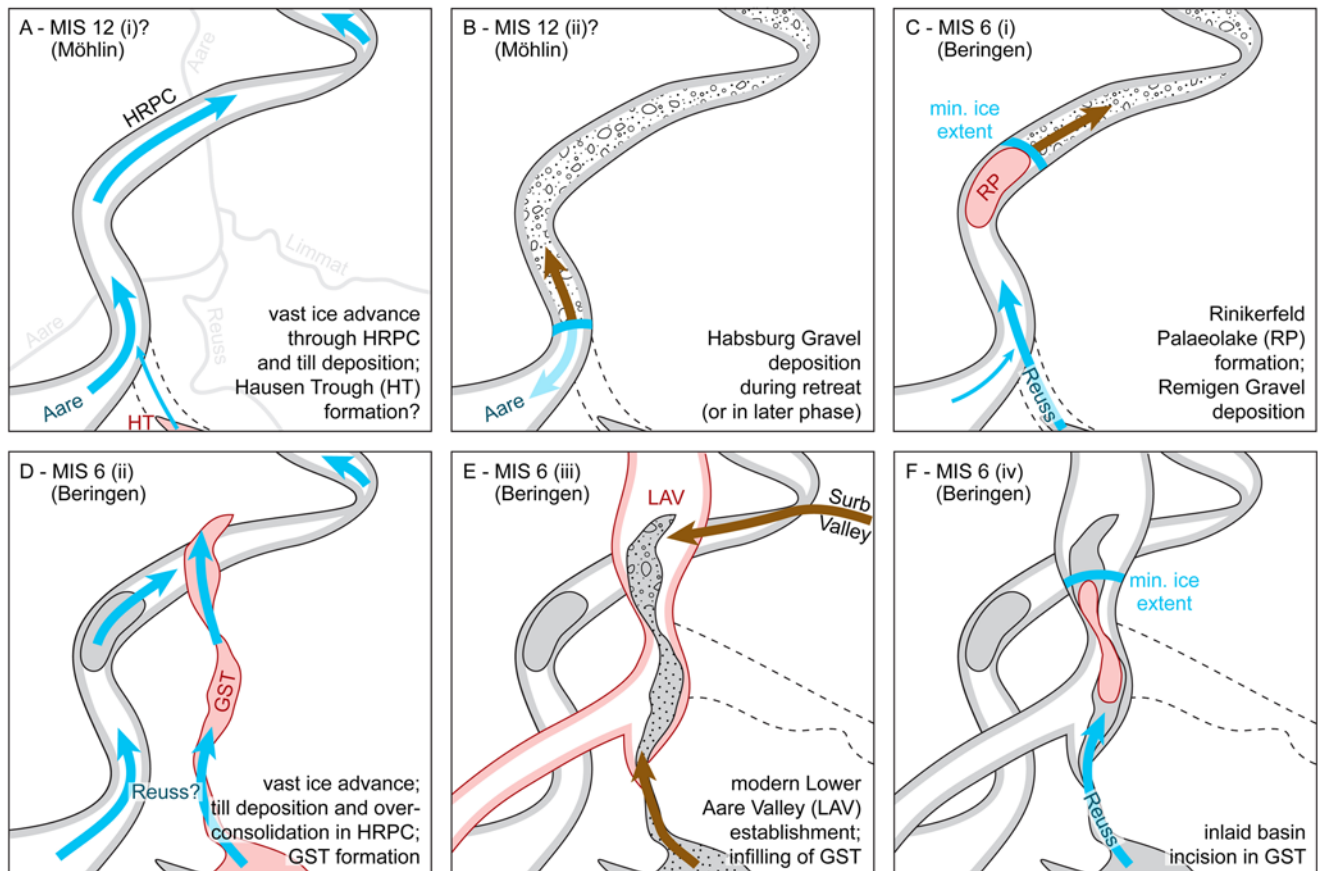 A - MIS 12 (i)?
(Möhlin)
Aare
HRPC
Limmat
Aare
Reuss
Aare
HT
vast ice advance
through HRPC
and till deposition;
Hausen Trough (HT)
formation?
B - MIS 12 (ii)?
(Möhlin)
Aare
Habsburg Gravel
deposition
during retreat
(or in later phase)
C - MIS 6 (i)
(Beringen)
min. ice
extent
RP
Reuss
Rinikerfeld
Palaeolake (RP)
formation;
Remigen Gravel
deposition
D - MIS 6 (ii)
(Beringen)
GST
Reuss?
vast ice advance;
till deposition and over-
consolidation in HRPC;
GST formation
E - MIS 6 (iii)
(Beringen)
LAV
Surb
Valley
modern Lower
Aare Valley (LAV)
establishment;
infilling of GST
F - MIS 6 (iv)
(Beringen)
min. ice
extent
Reuss
inlaid basin
incision in GST